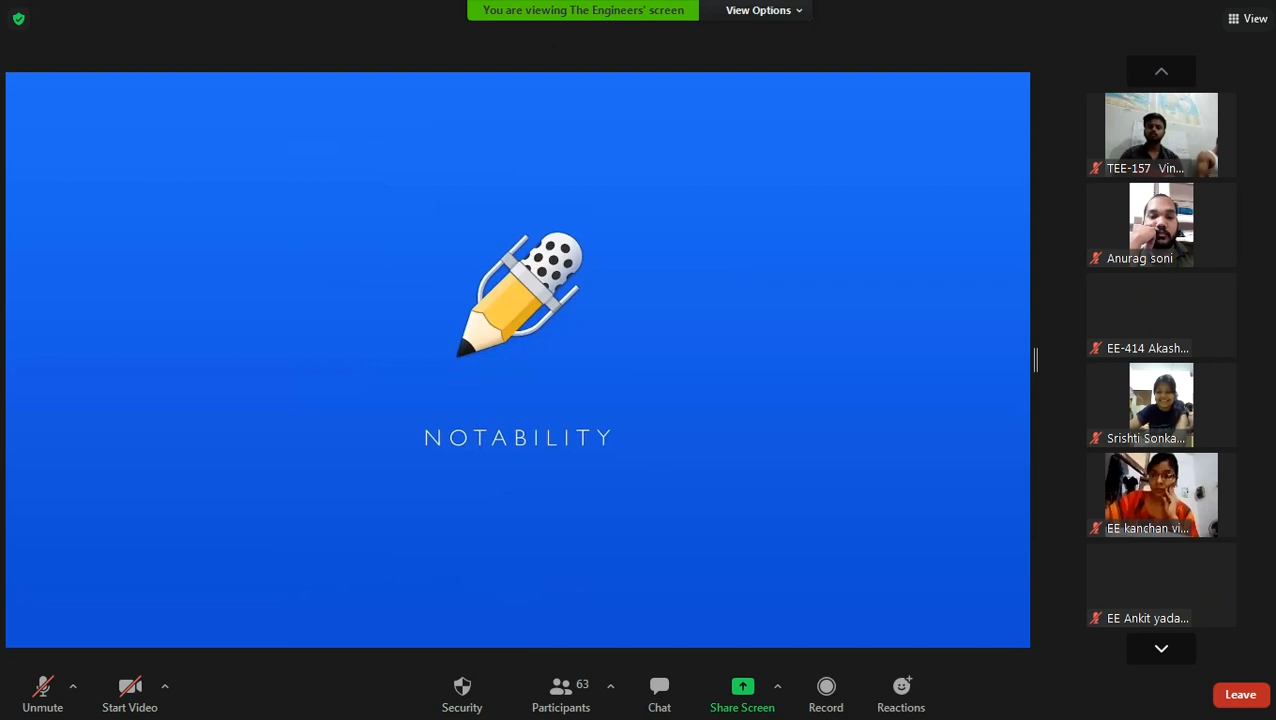 You are viewing The Engineers' screen
View Options
View
NOTABILITY
TEE-157 Vin...
Anurag soni
EE-414 Akash...
Srishti Sonka...
EE kanchan vi...
EE Ankit yada...
Unmute
Start Video
Security
63
Participants
Chat
Share Screen
Record
Reactions
Leave